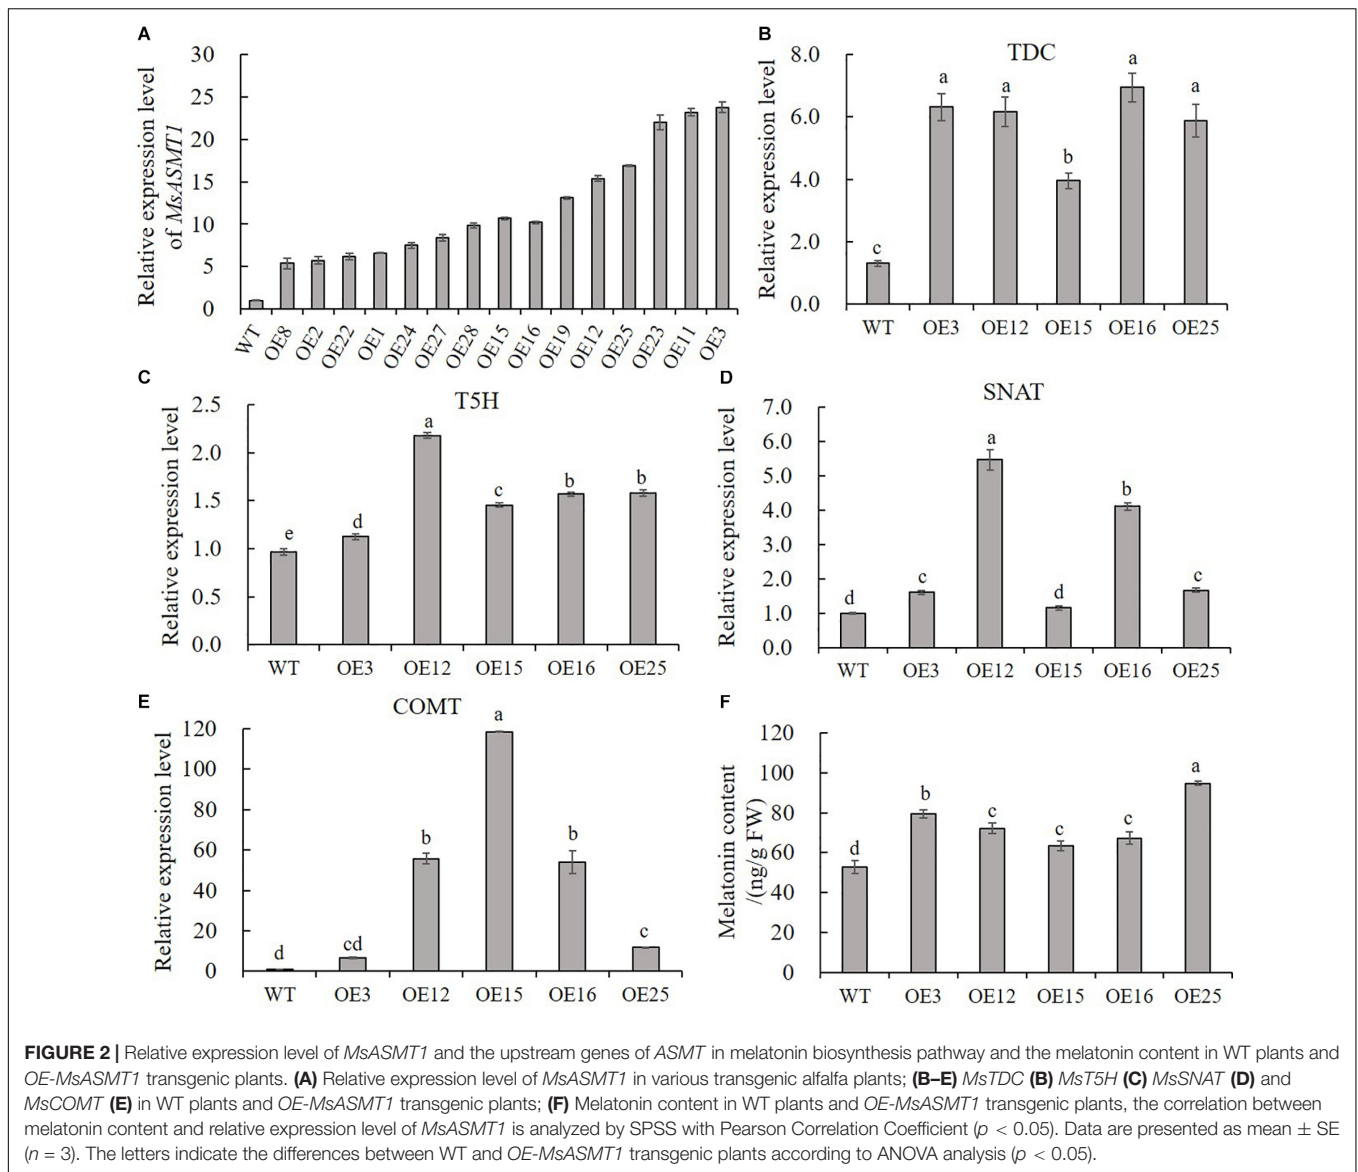 A
Relative expression level
of MsASMT1
30
25
20
15
10
5
0
WT
OE8
OE2
OE22
OE1
OE24
OE27
OE28
OE15
OE16
OE19
OE12
OE25
OE23
OE11
OE3
B
TDC
Relative expression level
8.0
6.0
4.0
2.0
0.0
c
a
a
b
a
a
WT OE3 OE12 OE15 OE16 OE25
C
T5H
Relative expression level
2.5
2.0
1.5
1.0
0.5
0.0
e
d
a
c
b
b
WT OE3 OE12 OE15 OE16 OE25
D
SNAT
Relative expression level
7.0
6.0
5.0
4.0
3.0
2.0
1.0
0.0
d
c
a
d
b
c
WT OE3 OE12 OE15 OE16 OE25
E
COMT
Relative expression level
120
100
80
60
40
20
0
d
cd
b
a
b
c
WT OE3 OE12 OE15 OE16 OE25
F
Melatonin content
/(ng/g FW)
120
100
80
60
40
20
0
d
b
c
c
c
a
WT OE3 OE12 OE15 OE16 OE25
FIGURE 2 | Relative expression level of MsASMT1 and the upstream genes of ASMT in melatonin biosynthesis pathway and the melatonin content in WT plants and
OE-MsASMT1 transgenic plants. (A) Relative expression level of MsASMT1 in various transgenic alfalfa plants; (B–E) MsTDC (B) MsT5H (C) MsSNAT (D) and
MsCOMT (E) in WT plants and OE-MsASMT1 transgenic plants; (F) Melatonin content in WT plants and OE-MsASMT1 transgenic plants, the correlation between
melatonin content and relative expression level of MsASMT1 is analyzed by SPSS with Pearson Correlation Coefficient (p < 0.05). Data are presented as mean ± SE
(n = 3). The letters indicate the differences between WT and OE-MsASMT1 transgenic plants according to ANOVA analysis (p < 0.05).